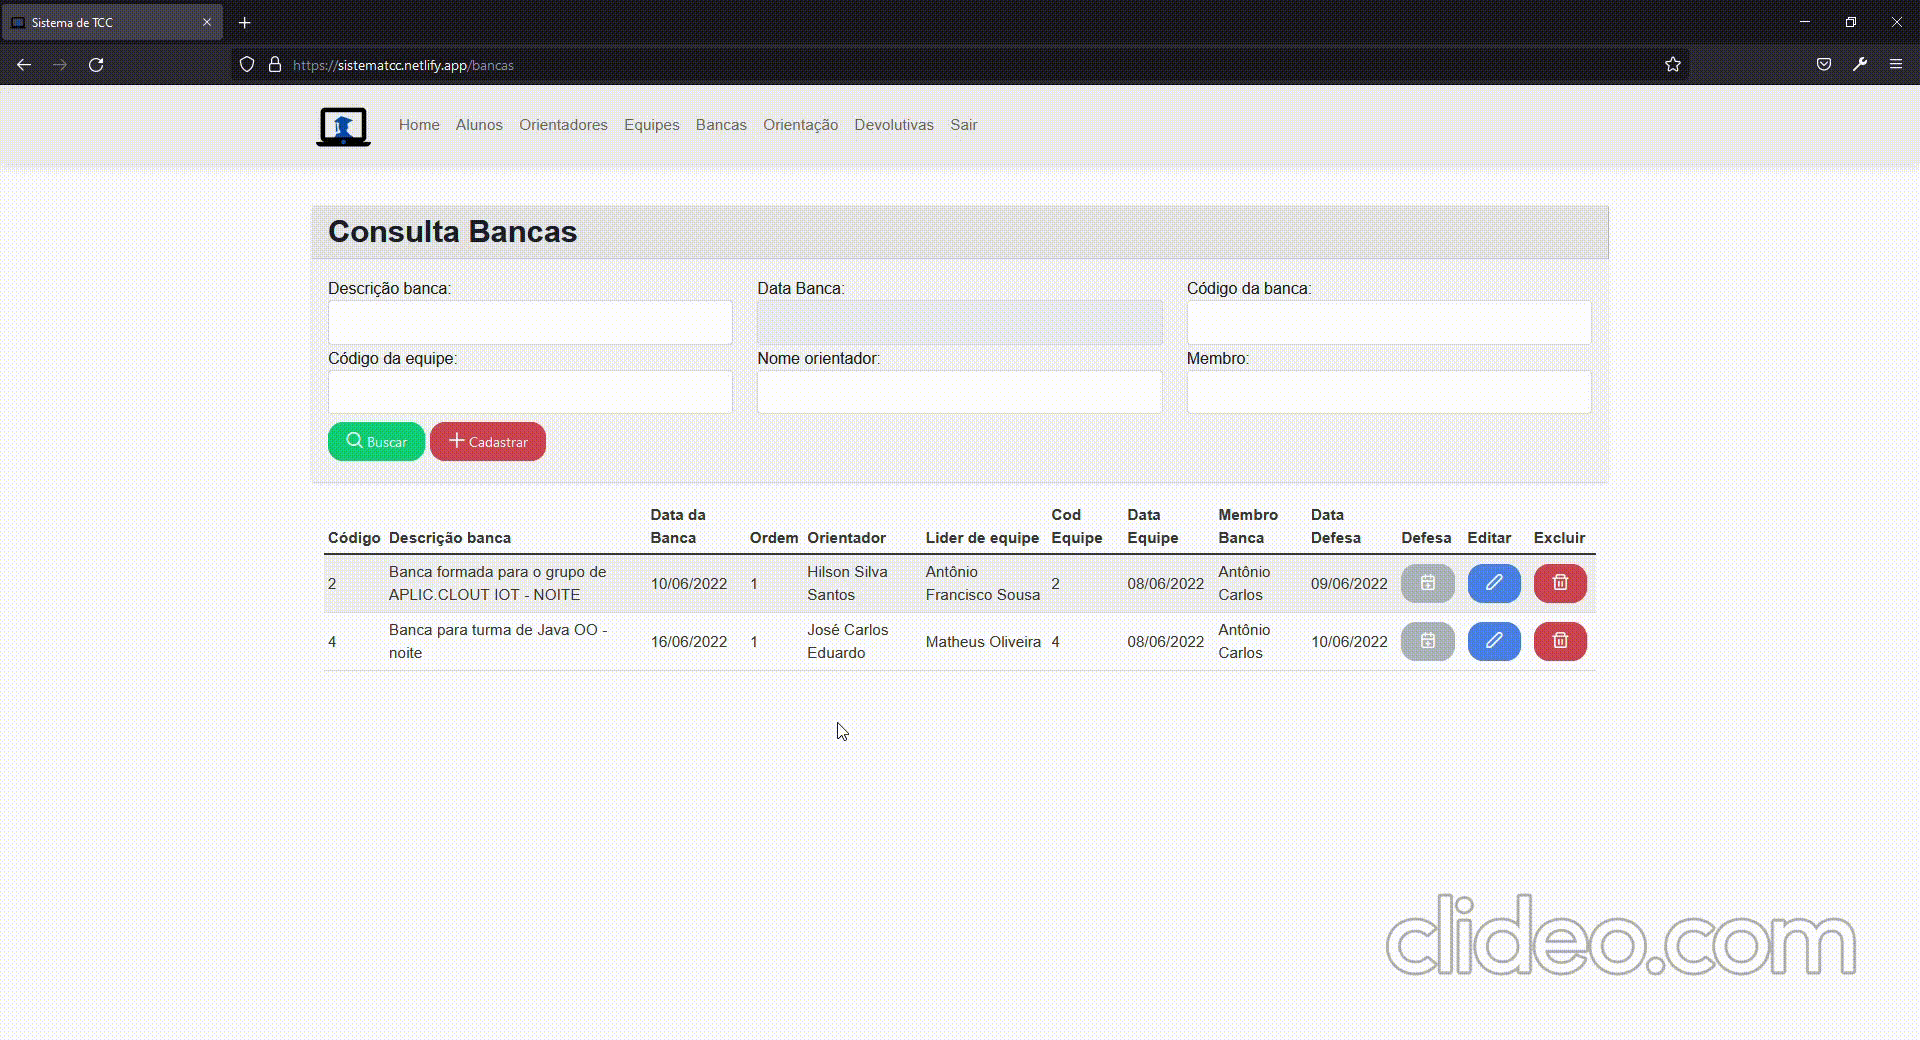 Sistema de TCC
https://sistematcc.netlify.app/bancas
Home Alunos Orientadores Equipes Bancas Orientação Devolutivas Sair
Consulta Bancas
Descrição banca: Data Banca: Código da banca:
Código da equipe: Nome orientador: Membro:
Buscar Cadastrar
Código Descrição banca Data da Banca Ordem Orientador Lider de equipe Cod Equipe Data Equipe Membro Banca Data Defesa Defesa Editar Excluir
2 Banca formada para o grupo de APLIC.CLOUT IOT - NOITE 10/06/2022 1 Hilson Silva Santos Antônio Francisco Sousa 2 08/06/2022 Antônio Carlos 09/06/2022
4 Banca para turma de Java OO - noite 16/06/2022 1 José Carlos Eduardo Matheus Oliveira 4 08/06/2022 Antônio Carlos 10/06/2022
clideo.com